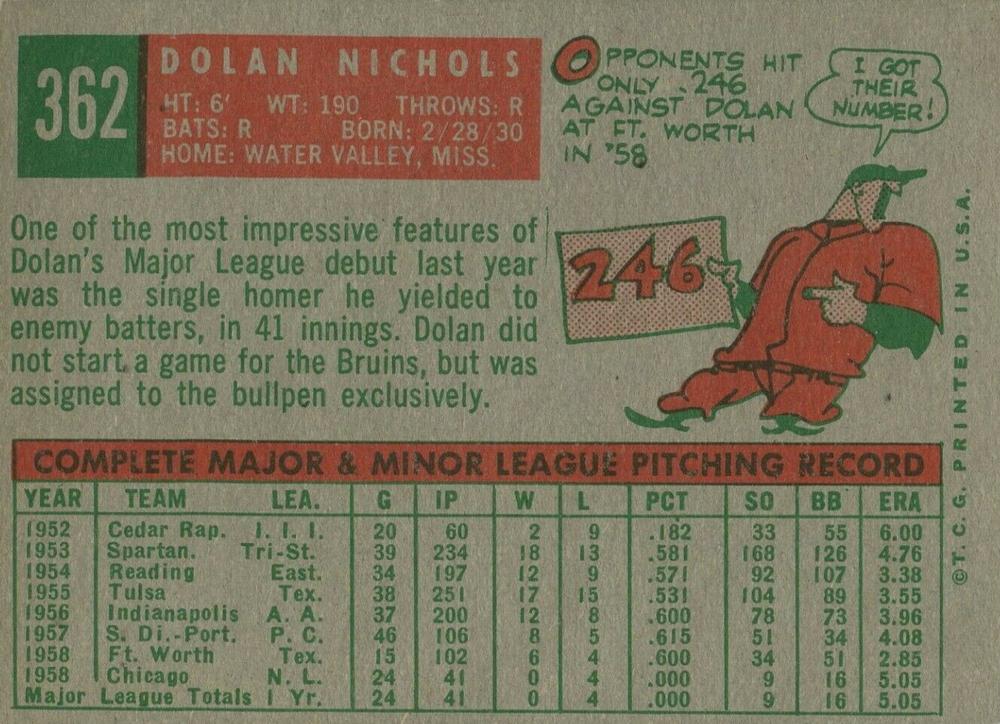 362
DOLAN NICHOLS
HT: 6' WT: 190 THROWS: R
BATS: R BORN: 2/28/30
HOME: WATER VALLEY, MISS.
OPPONENTS HIT
ONLY .246
AGAINST DOLAN
AT FT. WORTH
IN '58
I GOT
THEIR
NUMBER!
246
One of the most impressive features of
Dolan's Major League debut last year
was the single homer he yielded to
enemy batters, in 41 innings. Dolan did
not start a game for the Bruins, but was
assigned to the bullpen exclusively.
COMPLETE MAJOR & MINOR LEAGUE PITCHING RECORD
YEAR TEAM LEA. G IP W L PCT SO BB ERA
1952 Cedar Rap. I. I. I. 20 60 2 9 .182 33 55 6.00
1953 Spartan. Tri-St. 39 234 18 13 .581 168 126 4.76
1954 Reading East. 34 197 12 9 .571 92 107 3.38
1955 Tulsa Tex. 38 251 17 15 .531 104 89 3.55
1956 Indianapolis A. A. 37 200 12 8 .600 78 73 3.96
1957 S. Di.-Port. P. C. 46 106 8 5 .615 51 34 4.08
1958 Ft. Worth Tex. 15 102 6 4 .600 34 51 2.85
1958 Chicago N. L. 24 41 0 4 .000 9 16 5.05
Major League Totals 1 Yr. 24 41 0 4 .000 9 16 5.05
©T. C. G. PRINTED IN U.S.A.